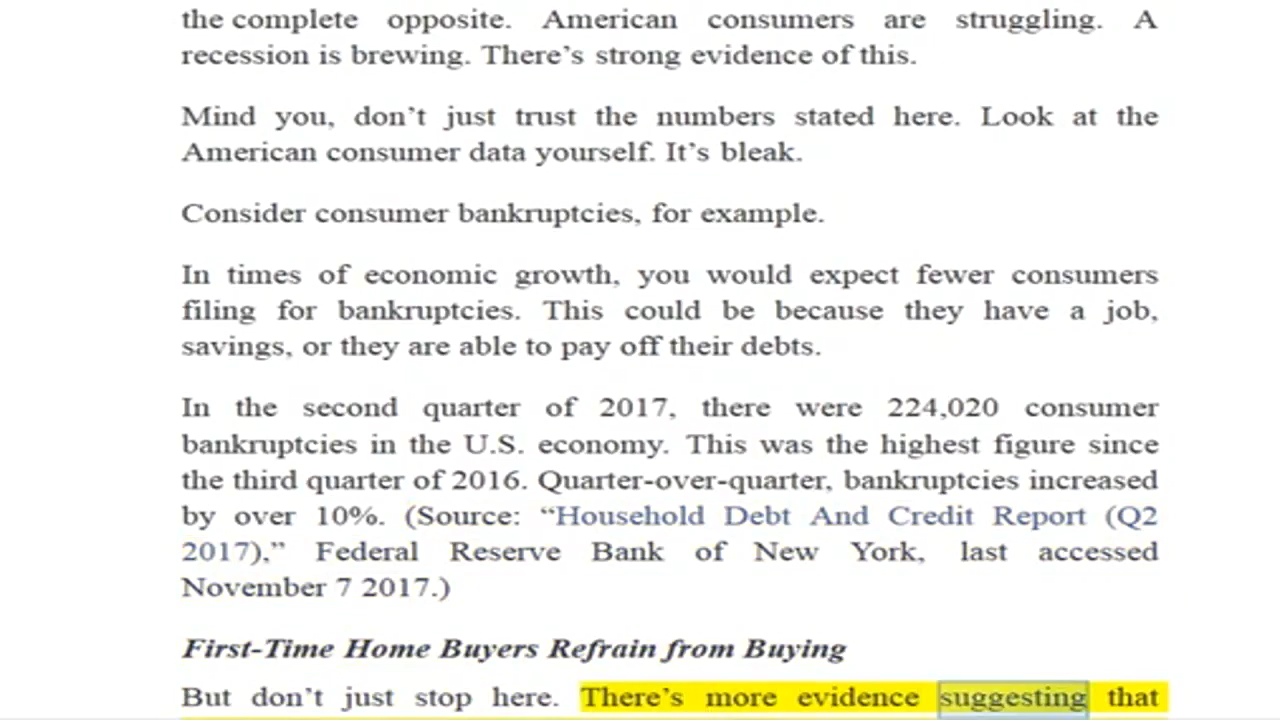 the complete opposite. American consumers are struggling. A
recession is brewing. There’s strong evidence of this.
Mind you, don’t just trust the numbers stated here. Look at the
American consumer data yourself. It’s bleak.
Consider consumer bankruptcies, for example.
In times of economic growth, you would expect fewer consumers
filing for bankruptcies. This could be because they have a job,
savings, or they are able to pay off their debts.
In the second quarter of 2017, there were 224,020 consumer
bankruptcies in the U.S. economy. This was the highest figure since
the third quarter of 2016. Quarter-over-quarter, bankruptcies increased
by over 10%. (Source: “Household Debt And Credit Report (Q2
2017),” Federal Reserve Bank of New York, last accessed
November 7 2017.)
First-Time Home Buyers Refrain from Buying
But don’t just stop here. There’s more evidence suggesting that